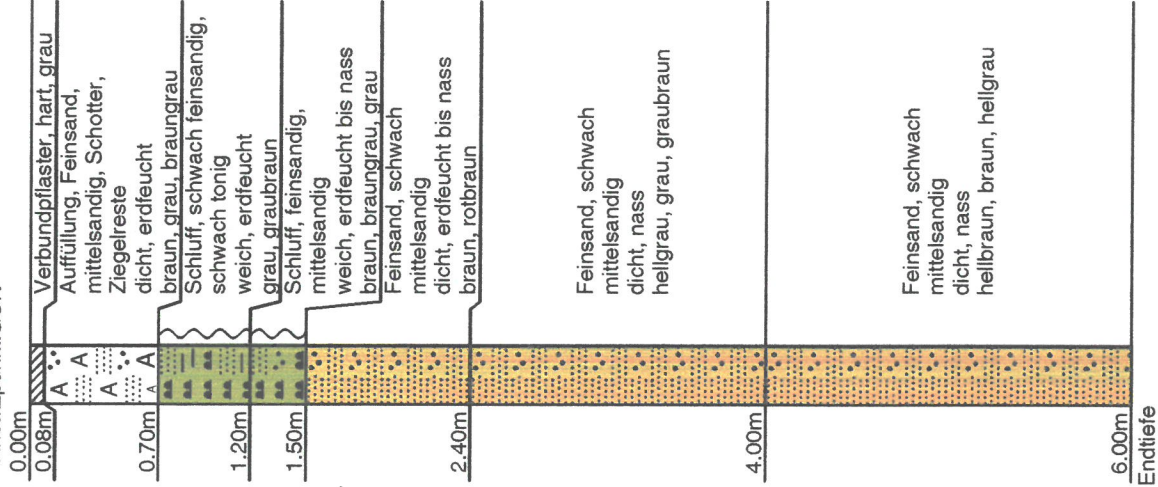 0.00m
0.08m
Verbundpflaster, hart, grau
Auffüllung, Feinsand,
mittelsandig, Schotter,
Ziegelreste
dicht, erdfeucht
braun, grau, braungrau
A
A
A
A
A
A
0.70m
Schluff, schwach feinsandig,
schwach tonig
weich, erdfeucht
grau, graubraun
1.20m
Schluff, feinsandig,
mittelsandig
weich, erdfeucht bis nass
braun, braungrau, grau
1.50m
Feinsand, schwach
mittelsandig
dicht, erdfeucht bis nass
braun, rotbraun
2.40m
Feinsand, schwach
mittelsandig
dicht, nass
hellgrau, grau, graubraun
4.00m
Feinsand, schwach
mittelsandig
dicht, nass
hellbraun, braun, hellgrau
6.00m
Endtiefe